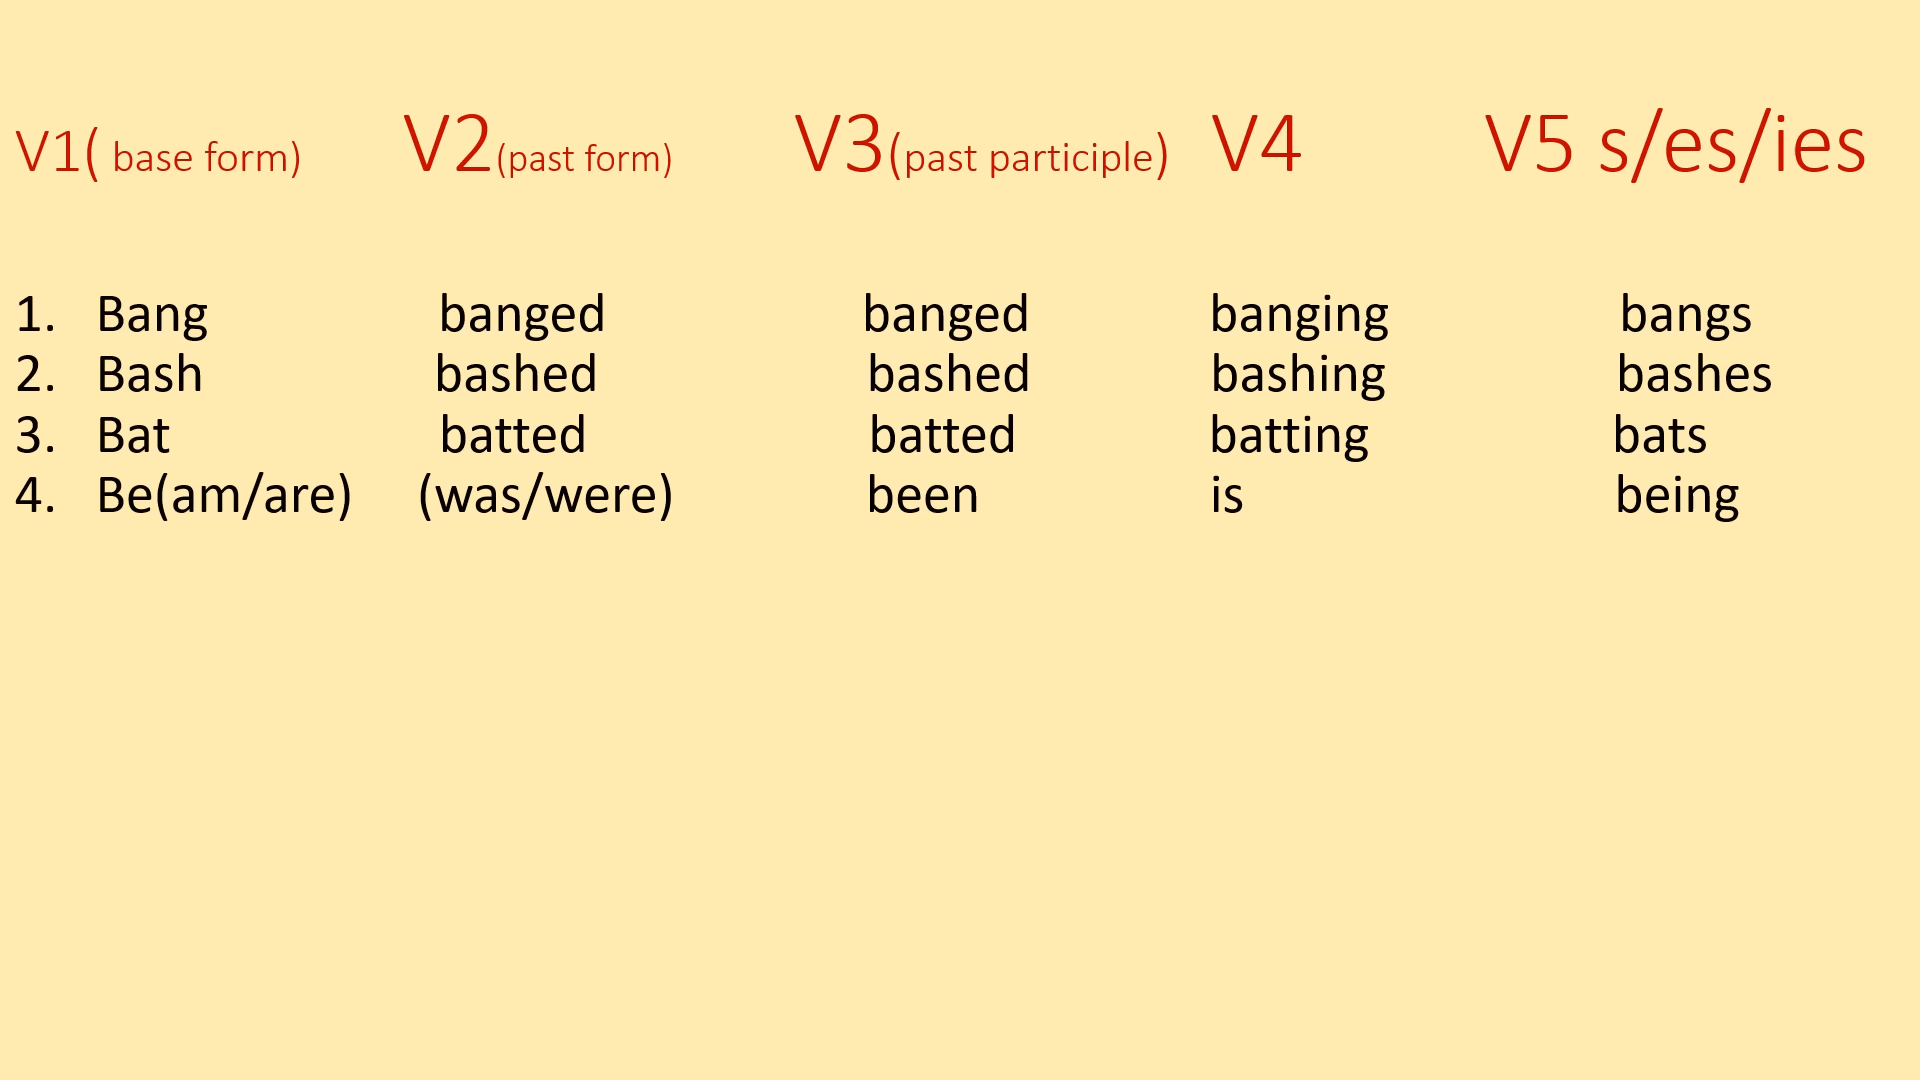 V1( base form) V2(past form) V3(past participle) V4 V5 s/es/ies
1. Bang banged banged banging bangs
2. Bash bashed bashed bashing bashes
3. Bat batted batted batting bats
4. Be(am/are) (was/were) been is being